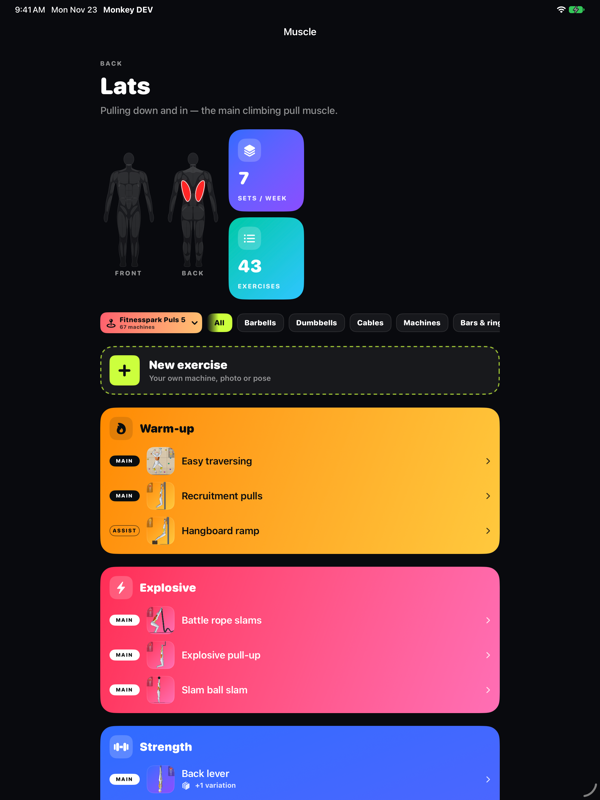 9:41 AM Mon Nov 23 Monkey DEV
Muscle
BACK
Lats
Pulling down and in — the main climbing pull muscle.
7
SETS / WEEK
43
EXERCISES
FRONT
BACK
Fitnesspark Puls 5
67 machines
All
Barbells
Dumbbells
Cables
Machines
Bars & ring
New exercise
Your own machine, photo or pose
Warm-up
MAIN Easy traversing
MAIN Recruitment pulls
ASSIST Hangboard ramp
Explosive
MAIN Battle rope slams
MAIN Explosive pull-up
MAIN Slam ball slam
Strength
MAIN Back lever
+1 variation